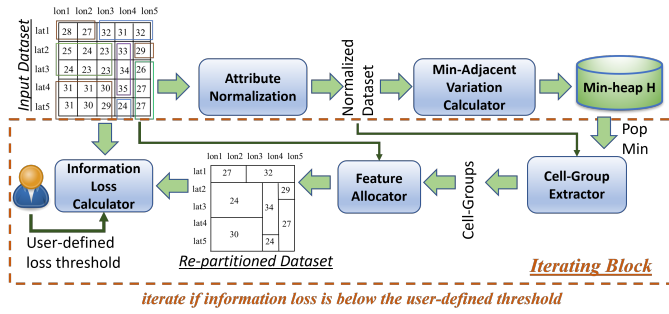 lon1 lon2 lon3 lon4 lon5
Input Dataset
lat1 28 27 32 31 32
lat2 25 24 23 33 29
lat3 24 23 23 34 26
lat4 31 31 30 35 27
lat5 31 30 29 24 27
Attribute
Normalization
Normalized
Dataset
Min-Adjacent
Variation
Calculator
Min-heap H
Pop
Min
Information
Loss
Calculator
User-defined
loss threshold
lon1 lon2 lon3 lon4 lon5
lat1 27 32
lat2 29
lat3 24 34
lat4 27
lat5 30 24
Re-partitioned Dataset
Feature
Allocator
Cell-Groups
Cell-Group
Extractor
Iterating Block
iterate if information loss is below the user-defined threshold